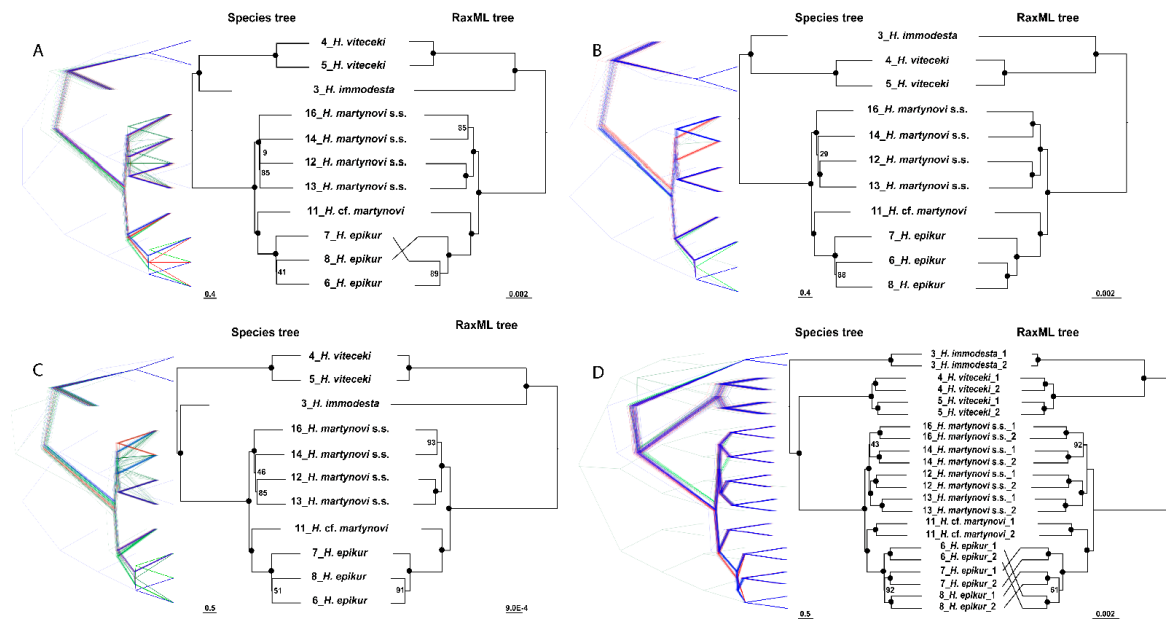 A
Species tree
RaxML tree
4_H. viteceki
5_H. viteceki
3_H. immodesta
16_H. martynovi s.s.
85
14_H. martynovi s.s.
9
12_H. martynovi s.s.
85
13_H. martynovi s.s.
11_H. cf. martynovi
7_H. epikur
8_H. epikur
41
89
6_H. epikur
0.4
0.002
B
Species tree
RaxML tree
3_H. immodesta
4_H. viteceki
5_H. viteceki
16_H. martynovi s.s.
14_H. martynovi s.s.
29
12_H. martynovi s.s.
13_H. martynovi s.s.
11_H. cf. martynovi
7_H. epikur
6_H. epikur
88
8_H. epikur
0.4
0.002
C
Species tree
RaxML tree
4_H. viteceki
5_H. viteceki
3_H. immodesta
16_H. martynovi s.s.
93
14_H. martynovi s.s.
46
12_H. martynovi s.s.
85
13_H. martynovi s.s.
11_H. cf. martynovi
7_H. epikur
8_H. epikur
51
91
6_H. epikur
0.5
9.0E-4
D
Species tree
RaxML tree
3_H. immodesta_1
3_H. immodesta_2
4_H. viteceki_1
4_H. viteceki_2
5_H. viteceki_1
5_H. viteceki_2
16_H. martynovi s.s._1
16_H. martynovi s.s._2
43
92
14_H. martynovi s.s._1
14_H. martynovi s.s._2
12_H. martynovi s.s._1
12_H. martynovi s.s._2
13_H. martynovi s.s._1
13_H. martynovi s.s._2
11_H. cf. martynovi_1
11_H. cf. martynovi_2
6_H. epikur_1
6_H. epikur_2
7_H. epikur_1
7_H. epikur_2
92
61
8_H. epikur_1
8_H. epikur_2
0.5
0.002